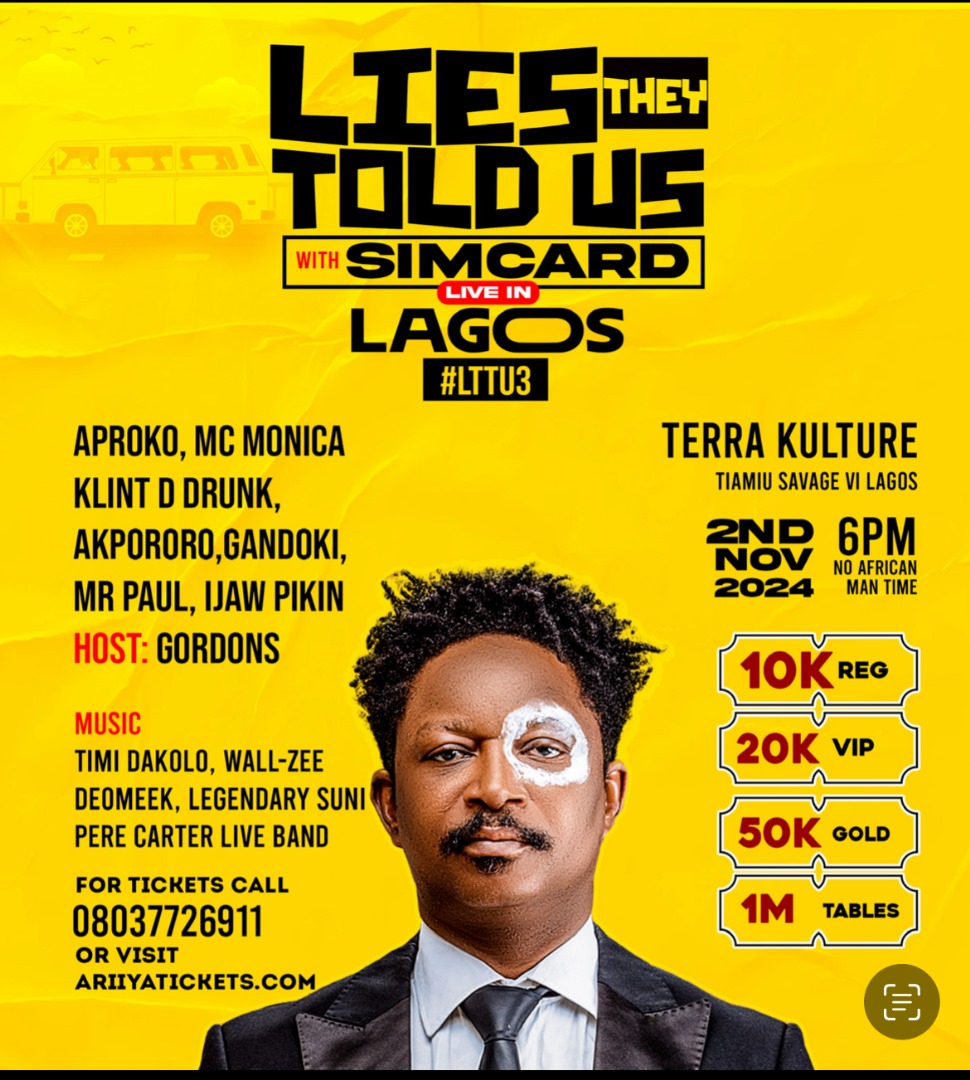 LIES THEY
TOLD US
WITH SIMCARD
LIVE IN
LAGOS
#LTTU3
APROKO, MC MONICA
KLINT D DRUNK,
AKPORORO,GANDOKI,
MR PAUL, IJAW PIKIN
HOST: GORDONS
MUSIC
TIMI DAKOLO, WALL-ZEE
DEOMEEK, LEGENDARY SUNI
PERE CARTER LIVE BAND
FOR TICKETS CALL
08037726911
OR VISIT
ARIIYATICKETS.COM
TERRA KULTURE
TIAMIU SAVAGE VI LAGOS
2ND
NOV
2024
6PM
NO AFRICAN
MAN TIME
10K REG
20K VIP
50K GOLD
1M TABLES